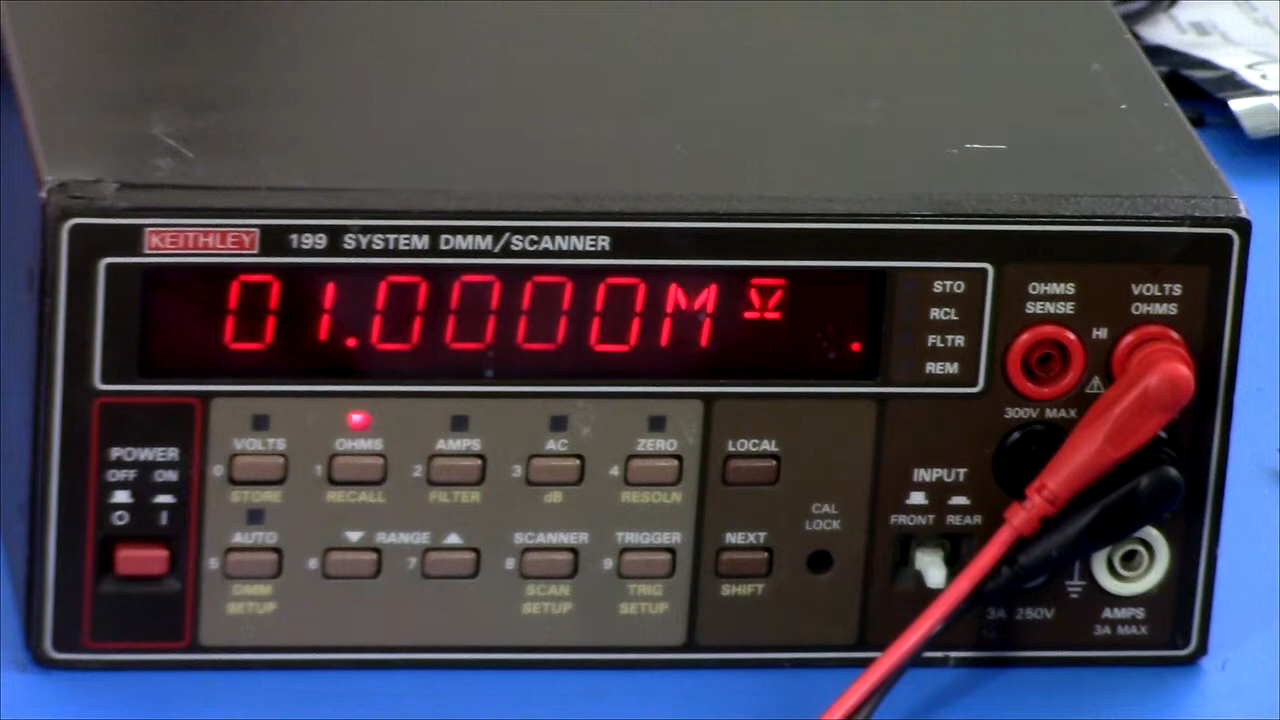 KEITHLEY 199 SYSTEM DMM/SCANNER
01.0000MΩ .
STO
RCL
FLTR
REM
OHMS SENSE
VOLTS OHMS
HI
300V MAX
POWER
OFF ON
O I
VOLTS OHMS AMPS AC ZERO
0 1 2 3 4
STORE RECALL FILTER dB RESOLN
AUTO RANGE SCANNER TRIGGER
5 6 7 8 9
DMM SETUP
SCAN SETUP
TRIG SETUP
LOCAL
NEXT
SHIFT
CAL LOCK
INPUT
FRONT REAR
3A 250V
AMPS
3A MAX